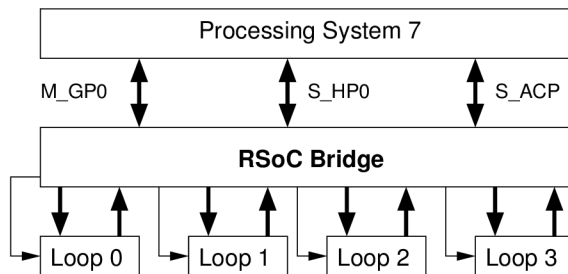 Processing System 7
M_GP0 S_HP0 S_ACP
RSoC Bridge
Loop 0 Loop 1 Loop 2 Loop 3